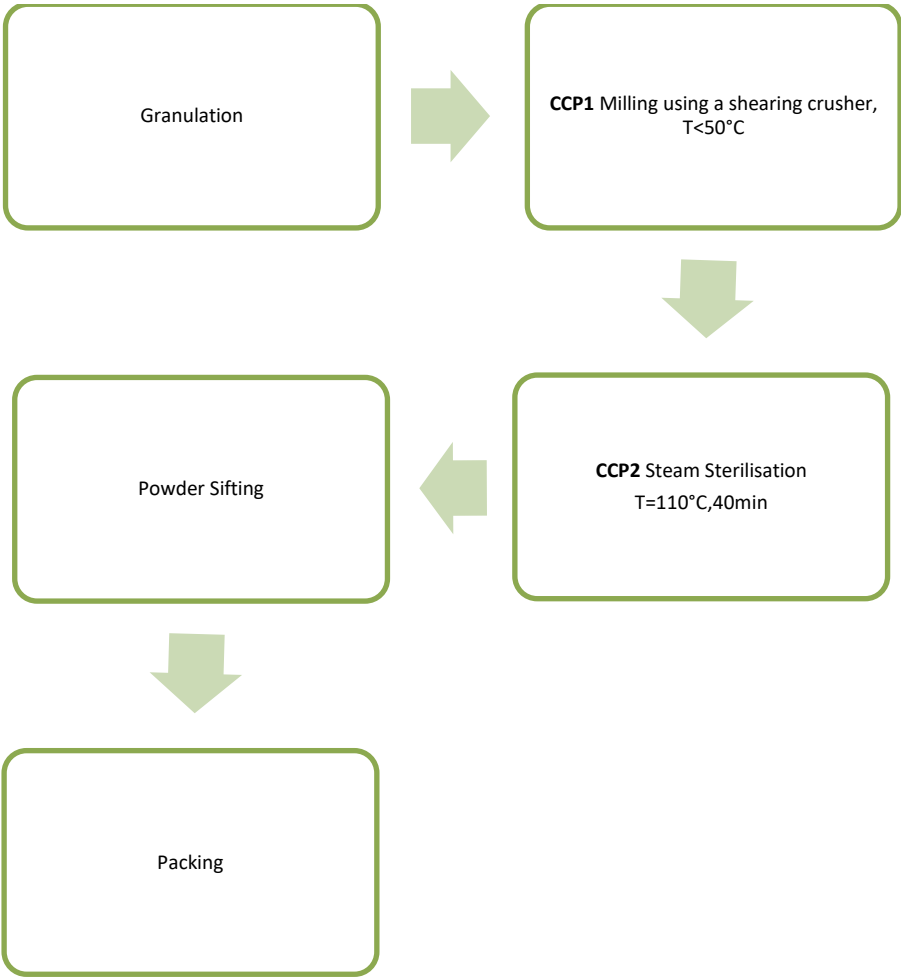 Granulation
CCP1 Milling using a shearing crusher,
T<50°C
CCP2 Steam Sterilisation
T=110°C,40min
Powder Sifting
Packing